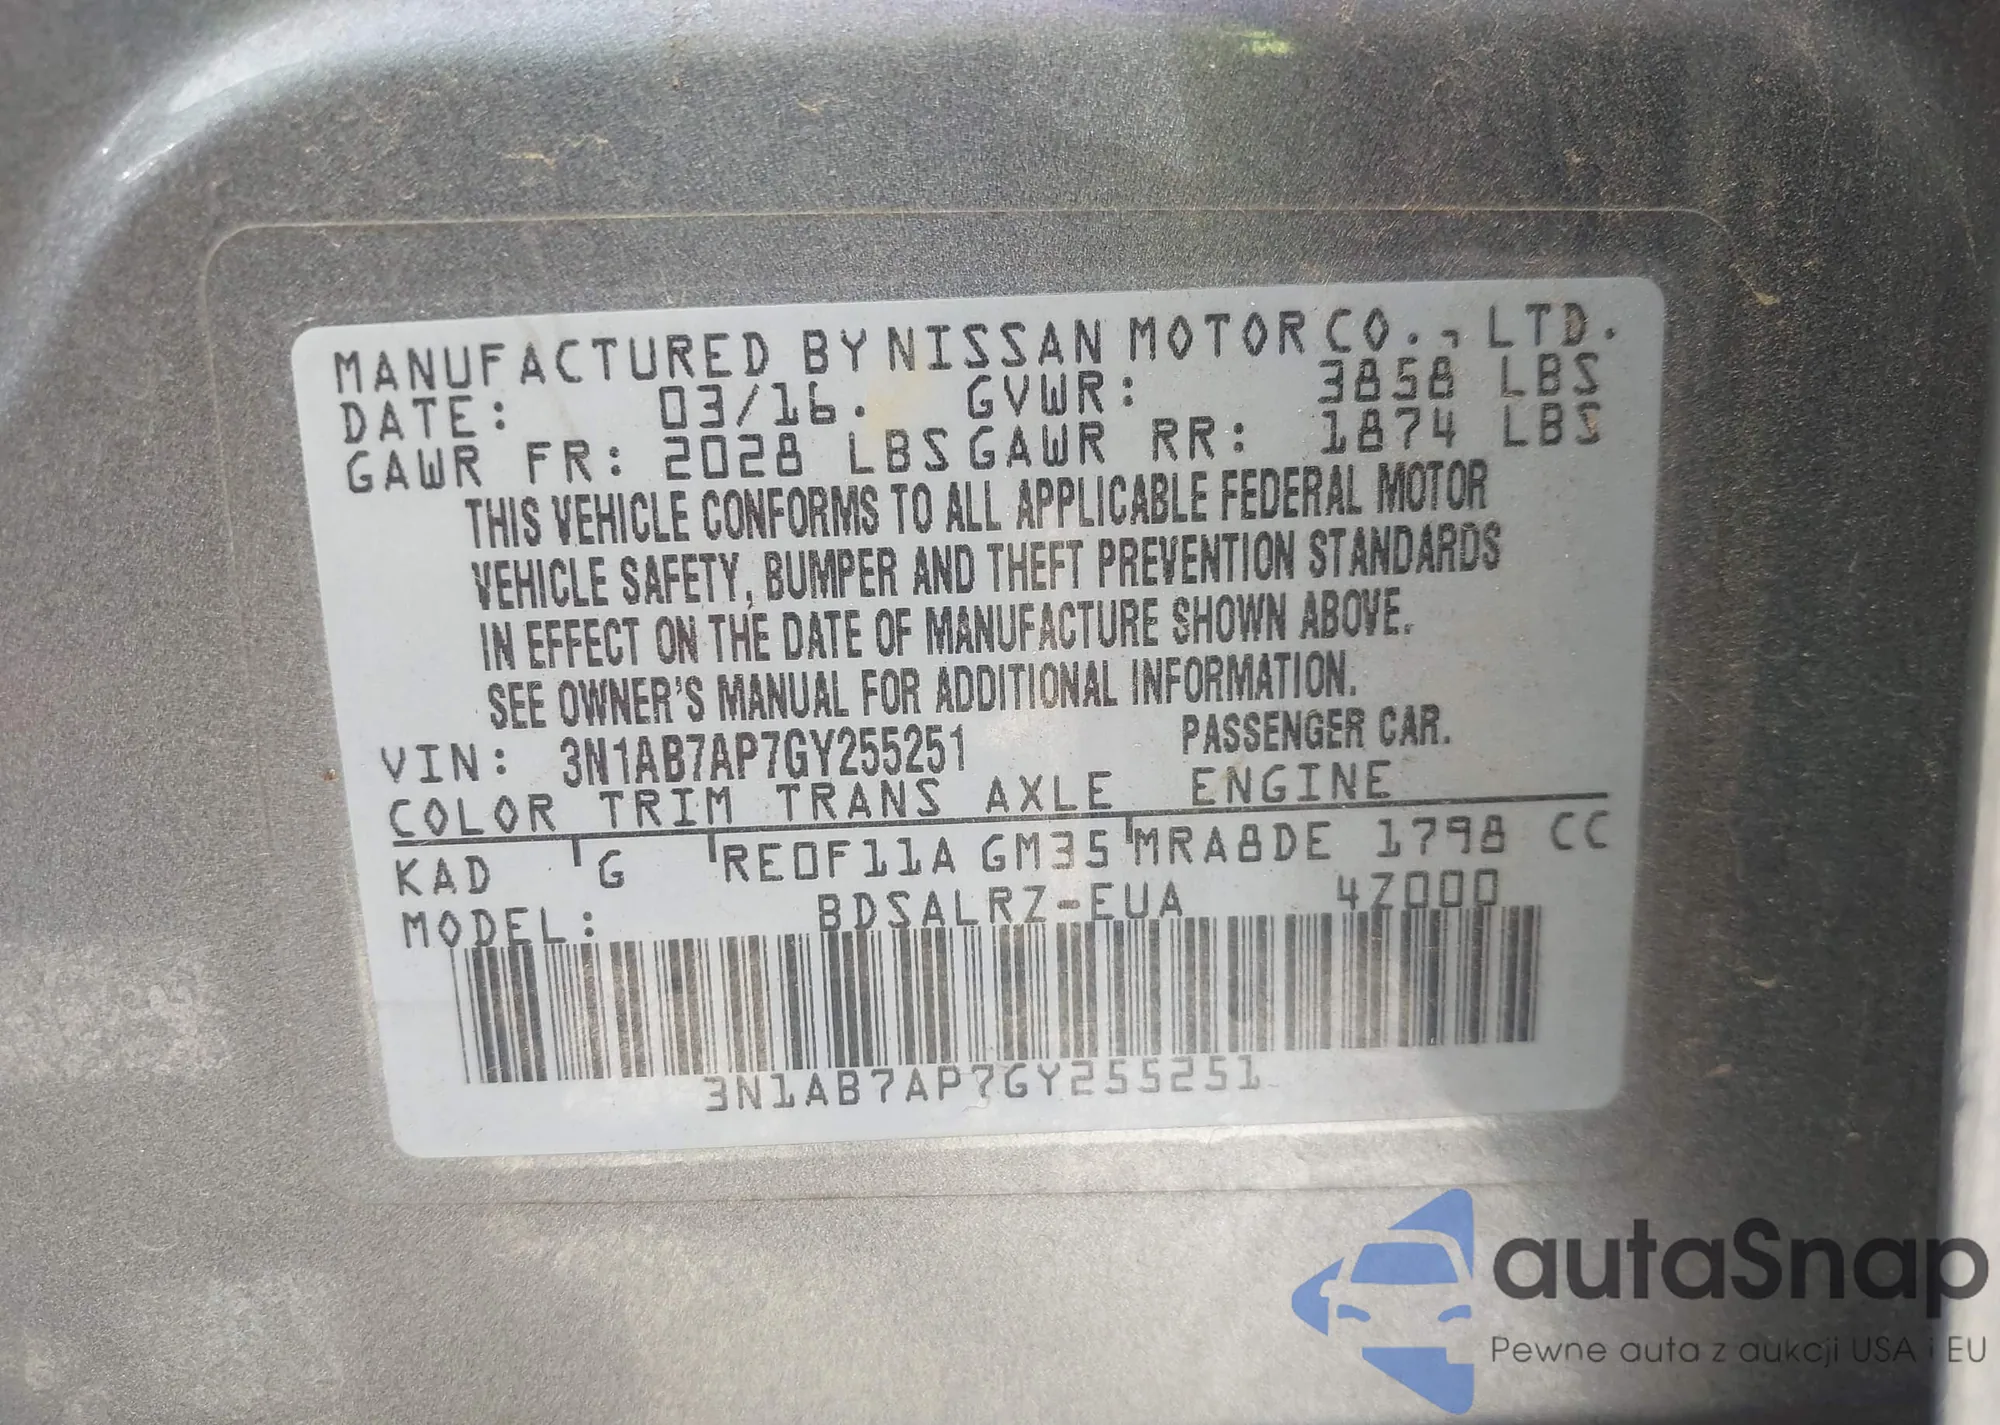 MANUFACTURED BY NISSAN MOTOR CO., LTD.
DATE: 03/16. GVWR: 3858 LBS
GAWR FR: 2028 LBS GAWR RR: 1874 LBS
THIS VEHICLE CONFORMS TO ALL APPLICABLE FEDERAL MOTOR
VEHICLE SAFETY, BUMPER AND THEFT PREVENTION STANDARDS
IN EFFECT ON THE DATE OF MANUFACTURE SHOWN ABOVE.
SEE OWNER'S MANUAL FOR ADDITIONAL INFORMATION.
VIN: 3N1AB7AP7GY255251 PASSENGER CAR.
COLOR TRIM TRANS AXLE ENGINE
KAD G RE0F11A GM35 MRA8DE 1798 CC
MODEL: BDSALRZ-EUA 4Z000
3N1AB7AP7GY255251
autaSnap
Pewne auta z aukcji USA i EU